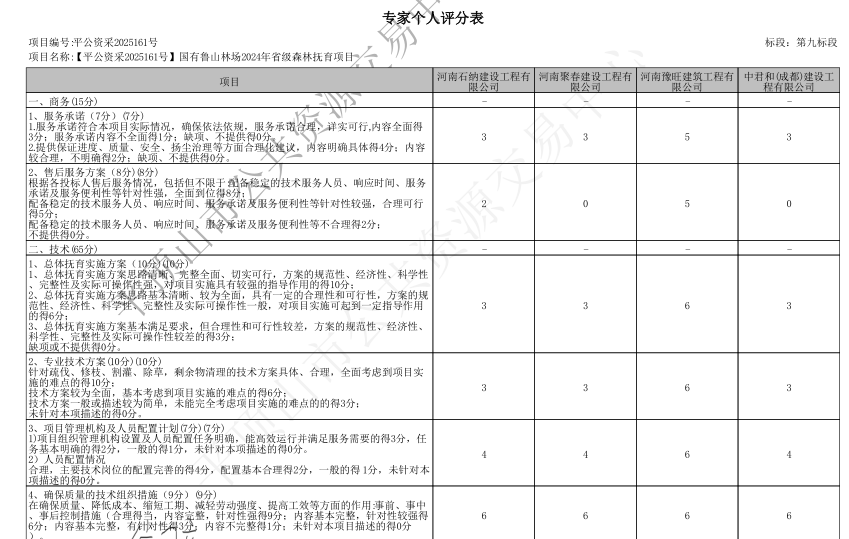 专家个人评分表
项目编号:平公资采2025161号
标段: 第九标段
项目名称:【平公资采2025161号】国有鲁山林场2024年省级森林抚育项目
项目
河南石纳建设工程有限公司
河南聚春建设工程有限公司
河南豫旺建筑工程有限公司
中君和(成都)建设工程有限公司
一、商务(15分) – – – –
1、服务承诺（7分）(7分)
1.服务承诺符合本项目实际情况, 确保依法依规, 服务承诺合理, 详实可行,内容全面得
3分; 服务承诺内容不全面得1分; 缺项、不提供得0分。
2.提供保证进度、质量、安全、扬尘治理等方面合理化建议, 内容明确具体得4分; 内容
较合理, 不明确得2分; 缺项、不提供得0分。
3 3 5 3
2、售后服务方案（8分)(8分)
根据各投标人售后服务情况, 包括但不限于配备稳定的技术服务人员、响应时间、服务
承诺及服务便利性等针对性强, 全面到位得8分;
配备稳定的技术服务人员、响应时间、服务承诺及服务便利性等针对性较强, 合理可行
得5分;
配备稳定的技术服务人员、响应时间、服务承诺及服务便利性等不合理得2分;
不提供得0分。
2 0 5 0
二、技术(65分) – – – –
1、总体抚育实施方案（10分)(10分)
1、总体抚育实施方案思路清晰、完整全面、切实可行, 方案的规范性、经济性、科学性
、完整性及实际可操作性强, 对项目实施具有较强的指导作用的得10分;
2、总体抚育实施方案思路基本清晰、较为全面, 具有一定的合理性和可行性, 方案的规
范性、经济性、科学性、完整性及实际可操作性一般, 对项目实施可起到一定指导作用
的得6分;
3、总体抚育实施方案基本满足要求, 但合理性和可行性较差, 方案的规范性、经济性、
科学性、完整性及实际可操作性较差的得3分;
缺项或不提供得0分。
3 3 6 3
2、专业技术方案(10分)(10分)
针对疏伐、修枝、割灌、除草, 剩余物清理的技术方案具体、合理, 全面考虑到项目实
施的难点的得10分;
技术方案较为全面, 基本考虑到项目实施的难点的得6分;
技术方案一般或描述较为简单, 未能完全考虑项目实施的难点的的得3分;
未针对本项描述的得0分。
3 3 6 3
3、项目管理机构及人员配置计划(7分)(7分)
1)项目组织管理机构设置及人员配置任务明确, 能高效运行并满足服务需要的得3分, 任
务基本明确的得2分, 一般的得1分, 未针对本项描述的得0分。
2）人员配置情况
合理, 主要技术岗位的配置完善的得4分, 配置基本合理得2分, 一般的得 1分, 未针对本
项描述的得0分。
4 4 6 4
4、确保质量的技术组织措施（9分）(9分)
在确保质量、降低成本、缩短工期、减轻劳动强度、提高工效等方面的作用:事前、事中
、事后控制措施（合理得当, 内容完整, 针对性强得9分; 内容基本完整, 针对性较强得
6分; 内容基本完整, 有针对性得3分; 内容不完整得1分; 未针对本项目描述的得0分
）。
6 6 6 6
平顶山市公共资源交易中心
平顶山市公共资源交易中心